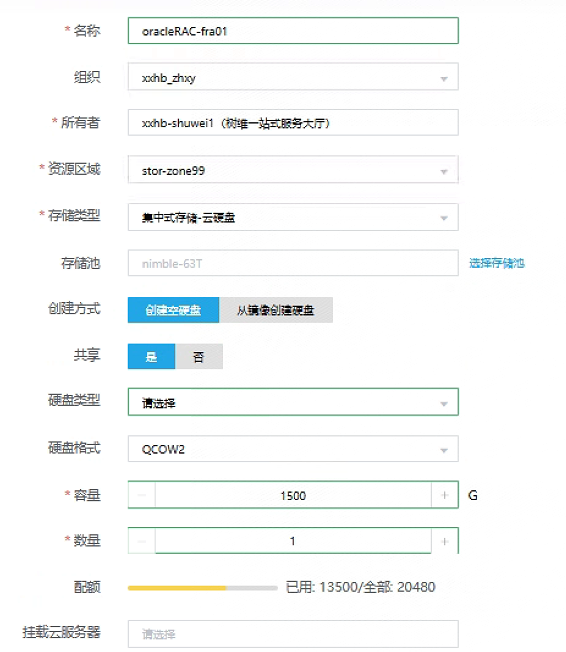 * 名称 oracleRAC-fra01
组织 xxhb_zhxy
* 所有者 xxhb-shuwei1（树维一站式服务大厅）
* 资源区域 stor-zone99
* 存储类型 集中式存储-云硬盘
存储池 nimble-63T 选择存储池
创建方式 创建空硬盘 从镜像创建硬盘
共享 是 否
硬盘类型 请选择
硬盘格式 QCOW2
* 容量 − 1500 + G
* 数量 − 1 +
配额 已用: 13500/全部: 20480
挂载云服务器 请选择